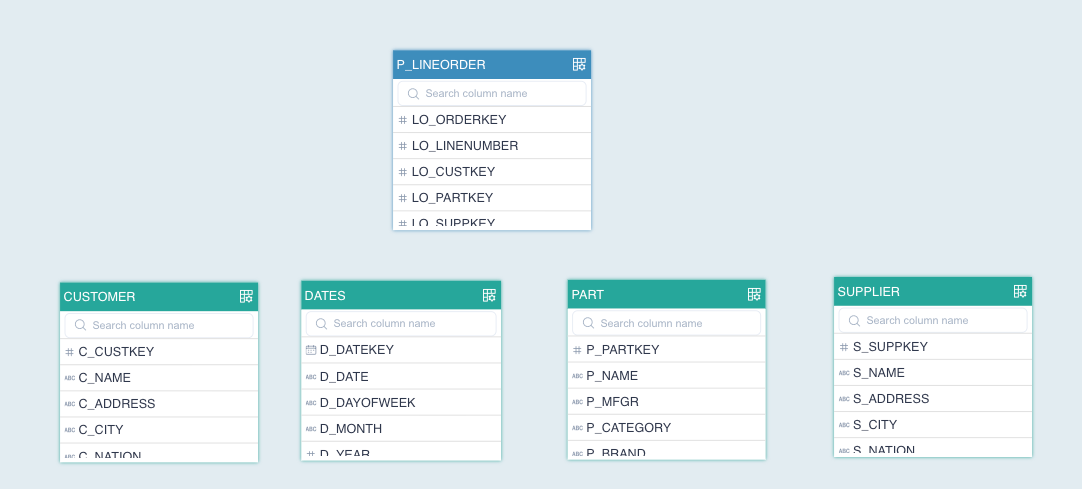 P_LINEORDER
Search column name
# LO_ORDERKEY
# LO_LINENUMBER
# LO_CUSTKEY
# LO_PARTKEY
# LO_SUPPKEY
CUSTOMER
Search column name
# C_CUSTKEY
ABC C_NAME
ABC C_ADDRESS
ABC C_CITY
ABC C_NATION
DATES
Search column name
D_DATEKEY
ABC D_DATE
ABC D_DAYOFWEEK
ABC D_MONTH
# D_YEAR
PART
Search column name
# P_PARTKEY
ABC P_NAME
ABC P_MFGR
ABC P_CATEGORY
ABC P_BRAND
SUPPLIER
Search column name
# S_SUPPKEY
ABC S_NAME
ABC S_ADDRESS
ABC S_CITY
ABC S_NATION